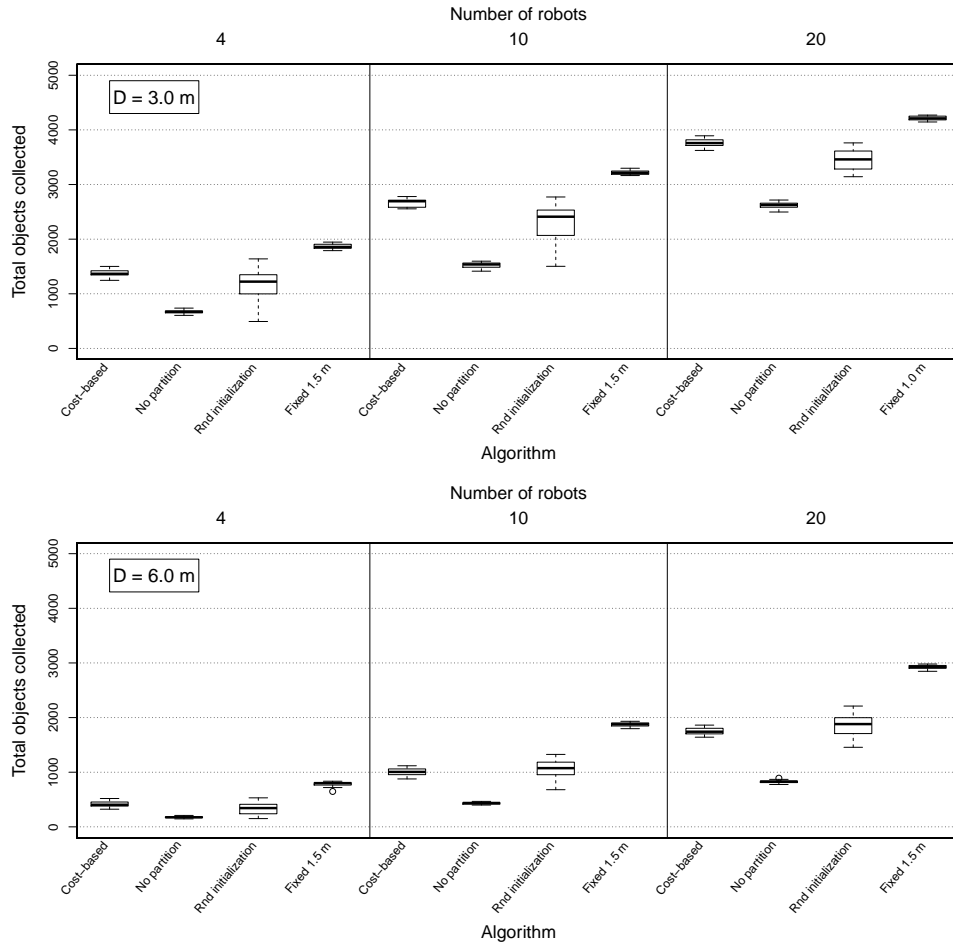 Number of robots
4 10 20
D = 3.0 m
Total objects collected
5000
4000
3000
2000
1000
0
Cost−based
No partition
Rnd initialization
Fixed 1.5 m
Cost−based
No partition
Rnd initialization
Fixed 1.5 m
Cost−based
No partition
Rnd initialization
Fixed 1.0 m
Algorithm
Number of robots
4 10 20
D = 6.0 m
Total objects collected
5000
4000
3000
2000
1000
0
Cost−based
No partition
Rnd initialization
Fixed 1.5 m
Cost−based
No partition
Rnd initialization
Fixed 1.5 m
Cost−based
No partition
Rnd initialization
Fixed 1.5 m
Algorithm